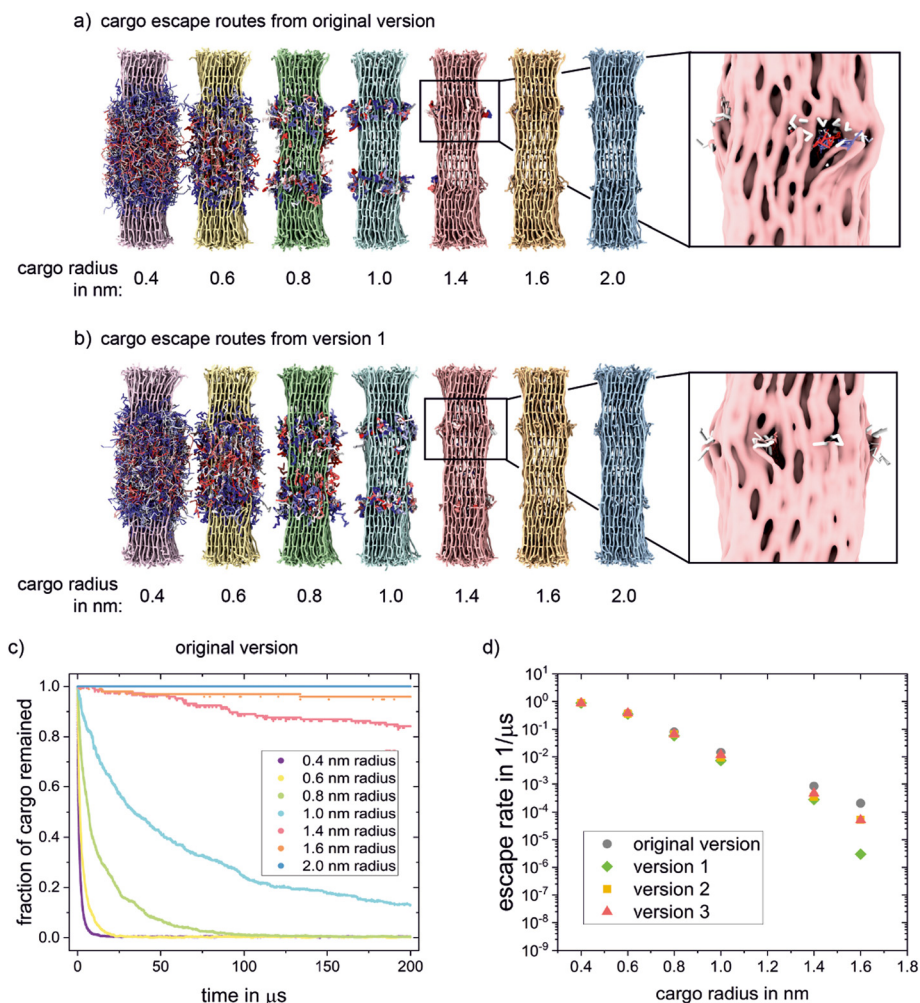 a) cargo escape routes from original version
cargo radius
in nm:
0.4 0.6 0.8 1.0 1.4 1.6 2.0
b) cargo escape routes from version 1
cargo radius
in nm:
0.4 0.6 0.8 1.0 1.4 1.6 2.0
c) original version
fraction of cargo remained
1.0
0.8
0.6
0.4
0.2
0.0
0.4 nm radius
0.6 nm radius
0.8 nm radius
1.0 nm radius
1.4 nm radius
1.6 nm radius
2.0 nm radius
0 50 100 150 200
time in μs
d)
escape rate in 1/μs
10¹
10⁰
10⁻¹
10⁻²
10⁻³
10⁻⁴
10⁻⁵
10⁻⁶
10⁻⁷
10⁻⁸
10⁻⁹
original version
version 1
version 2
version 3
0.4 0.6 0.8 1.0 1.2 1.4 1.6 1.8
cargo radius in nm